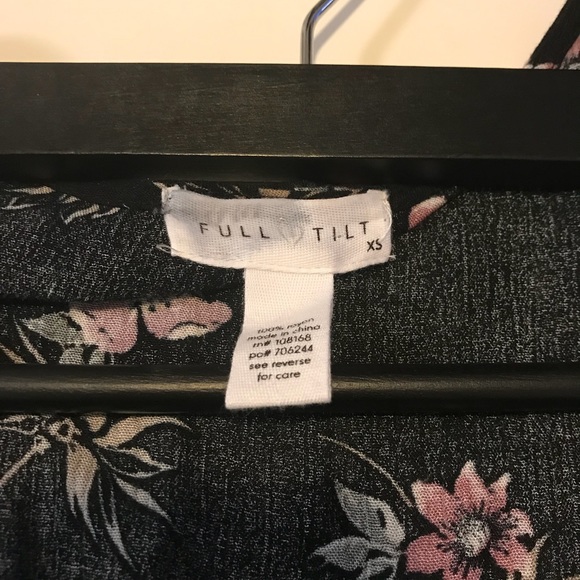 FULL TILT
XS
100% rayon
made in china
rn# 108168
po# 706244
see reverse
for care